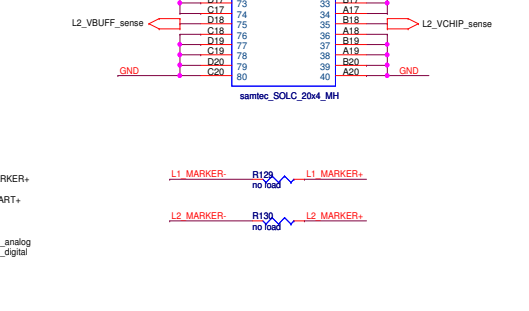 73 33
C17 74 34 A17
L2_VBUFF_sense D18 75 35 B18 L2_VCHIP_sense
C18 76 36 A18
D19 77 37 B19
C19 78 38 A19
D20 79 39 B20
GND C20 80 40 A20 GND
samtec_SOLC_20x4_MH
RKER+ L1_MARKER- R129 L1_MARKER+
no load
ART+
L2_MARKER- R130 L2_MARKER+
no load
_analog
_digital